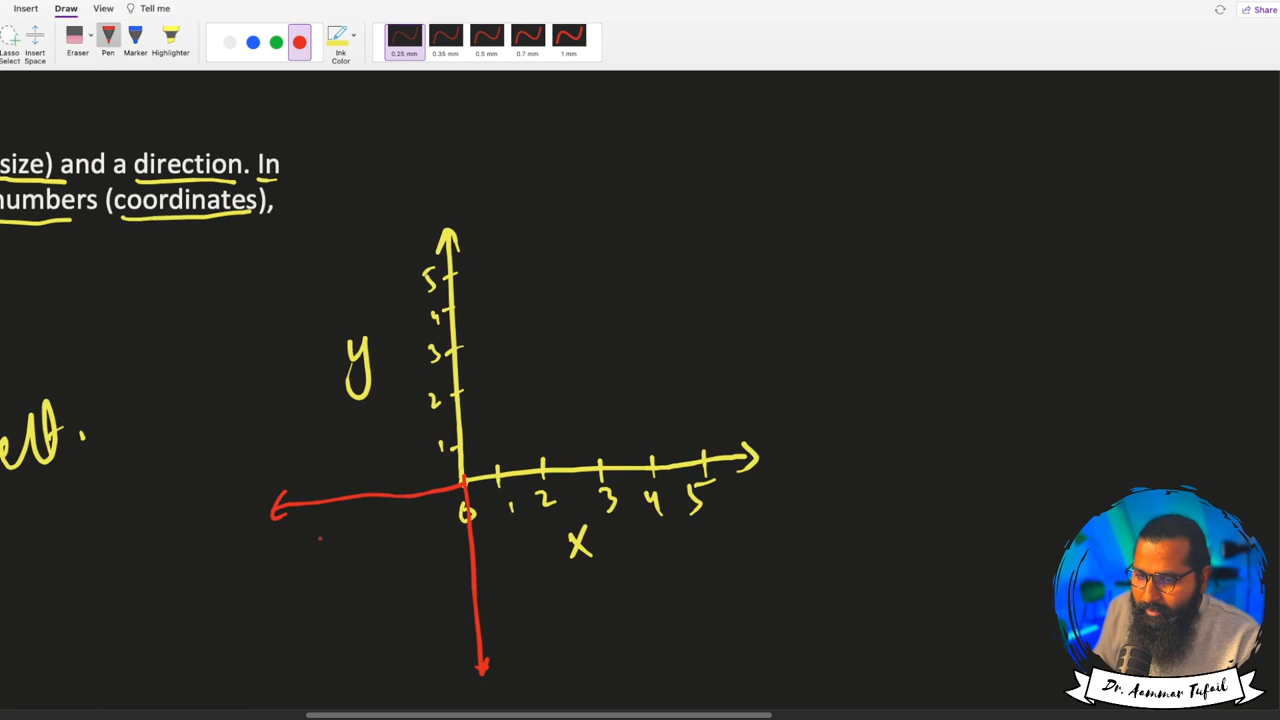 Insert Draw View Tell me
Share
Lasso Select
Insert Space
Eraser
Pen
Marker
Highlighter
Ink Color
0.25 mm
0.35 mm
0.5 mm
0.7 mm
1 mm
size) and a direction. In
numbers (coordinates),
5
4
y
3
2
1
0 1 2 3 4 5
x
Dr. Aammar Tufail